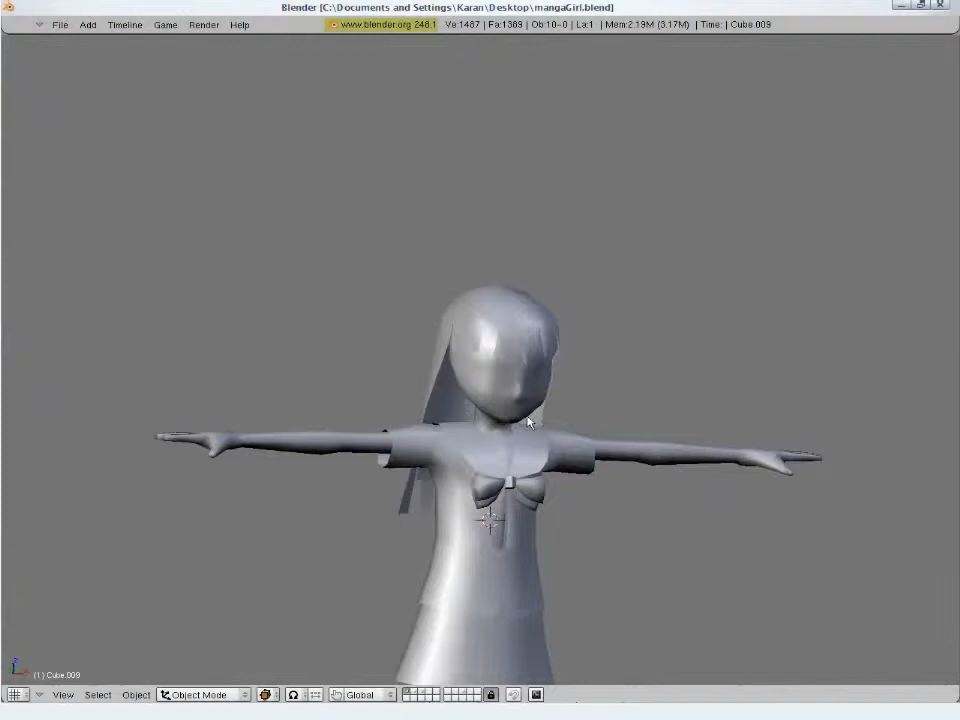 Blender [C:\Documents and Settings\Karan\Desktop\mangaGirl.blend]
File Add Timeline Game Render Help www.blender.org 248.1 Ve:1487 | Fa:1389 | Ob:10-0 | La:1 | Mem:2.19M (3.17M) | Time: | Cube.009
z
(1) Cube.009
View Select Object Object Mode Global